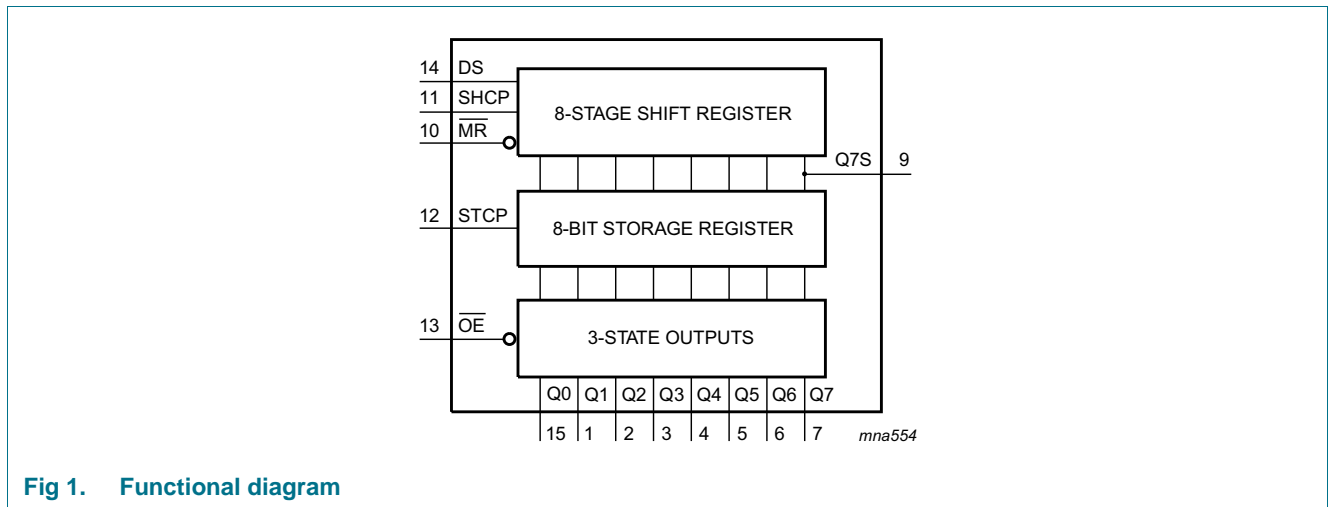 14 DS
11 SHCP
10 M̅R̅
8-STAGE SHIFT REGISTER
Q7S 9
12 STCP
8-BIT STORAGE REGISTER
13 O̅E̅
3-STATE OUTPUTS
Q0 Q1 Q2 Q3 Q4 Q5 Q6 Q7
15 1 2 3 4 5 6 7 mna554
Fig 1. Functional diagram